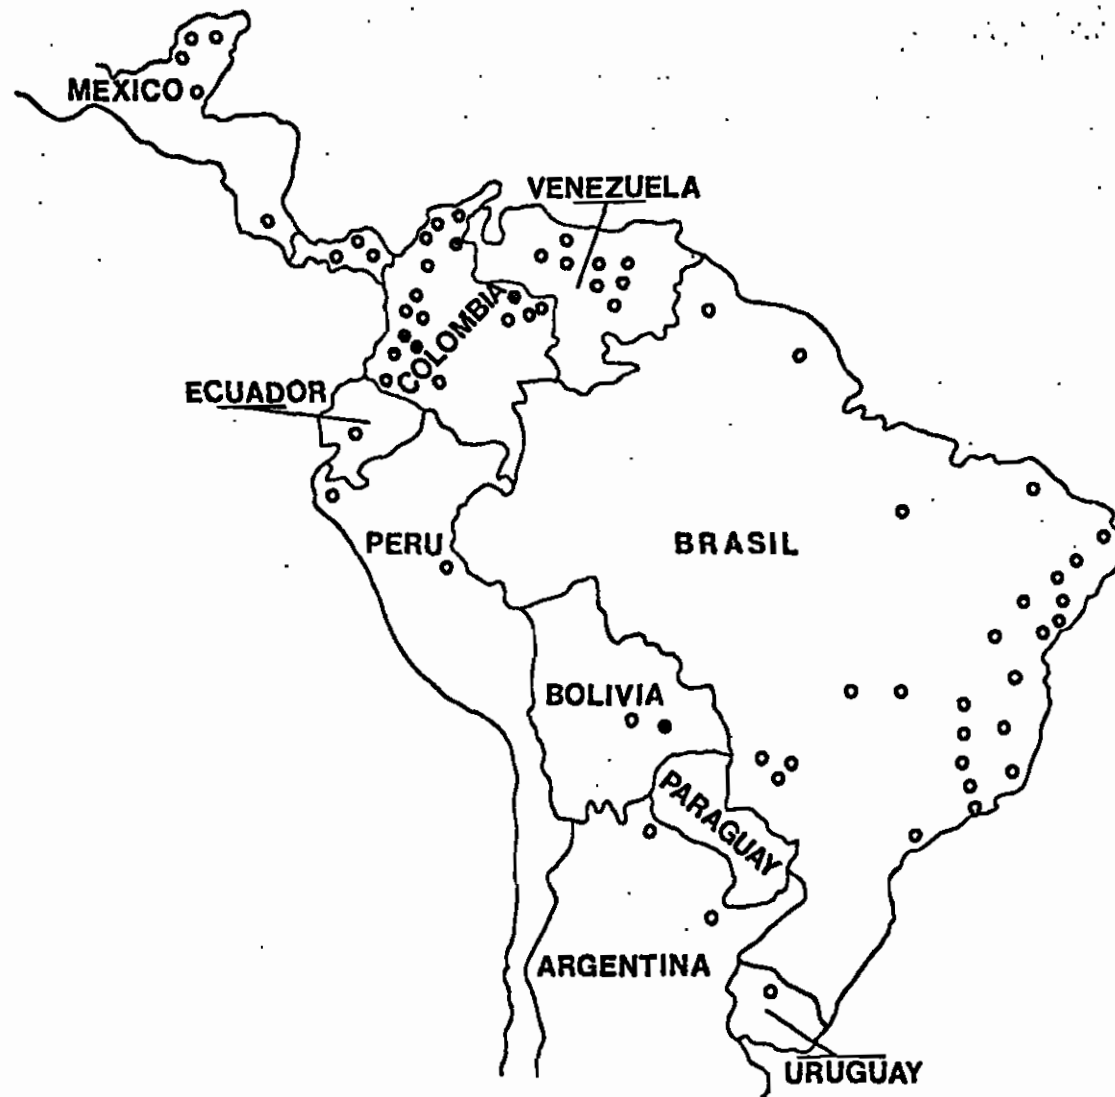 MEXICO
VENEZUELA
COLOMBIA
ECUADOR
PERU
BRASIL
BOLIVIA
PARAGUAY
ARGENTINA
URUGUAY